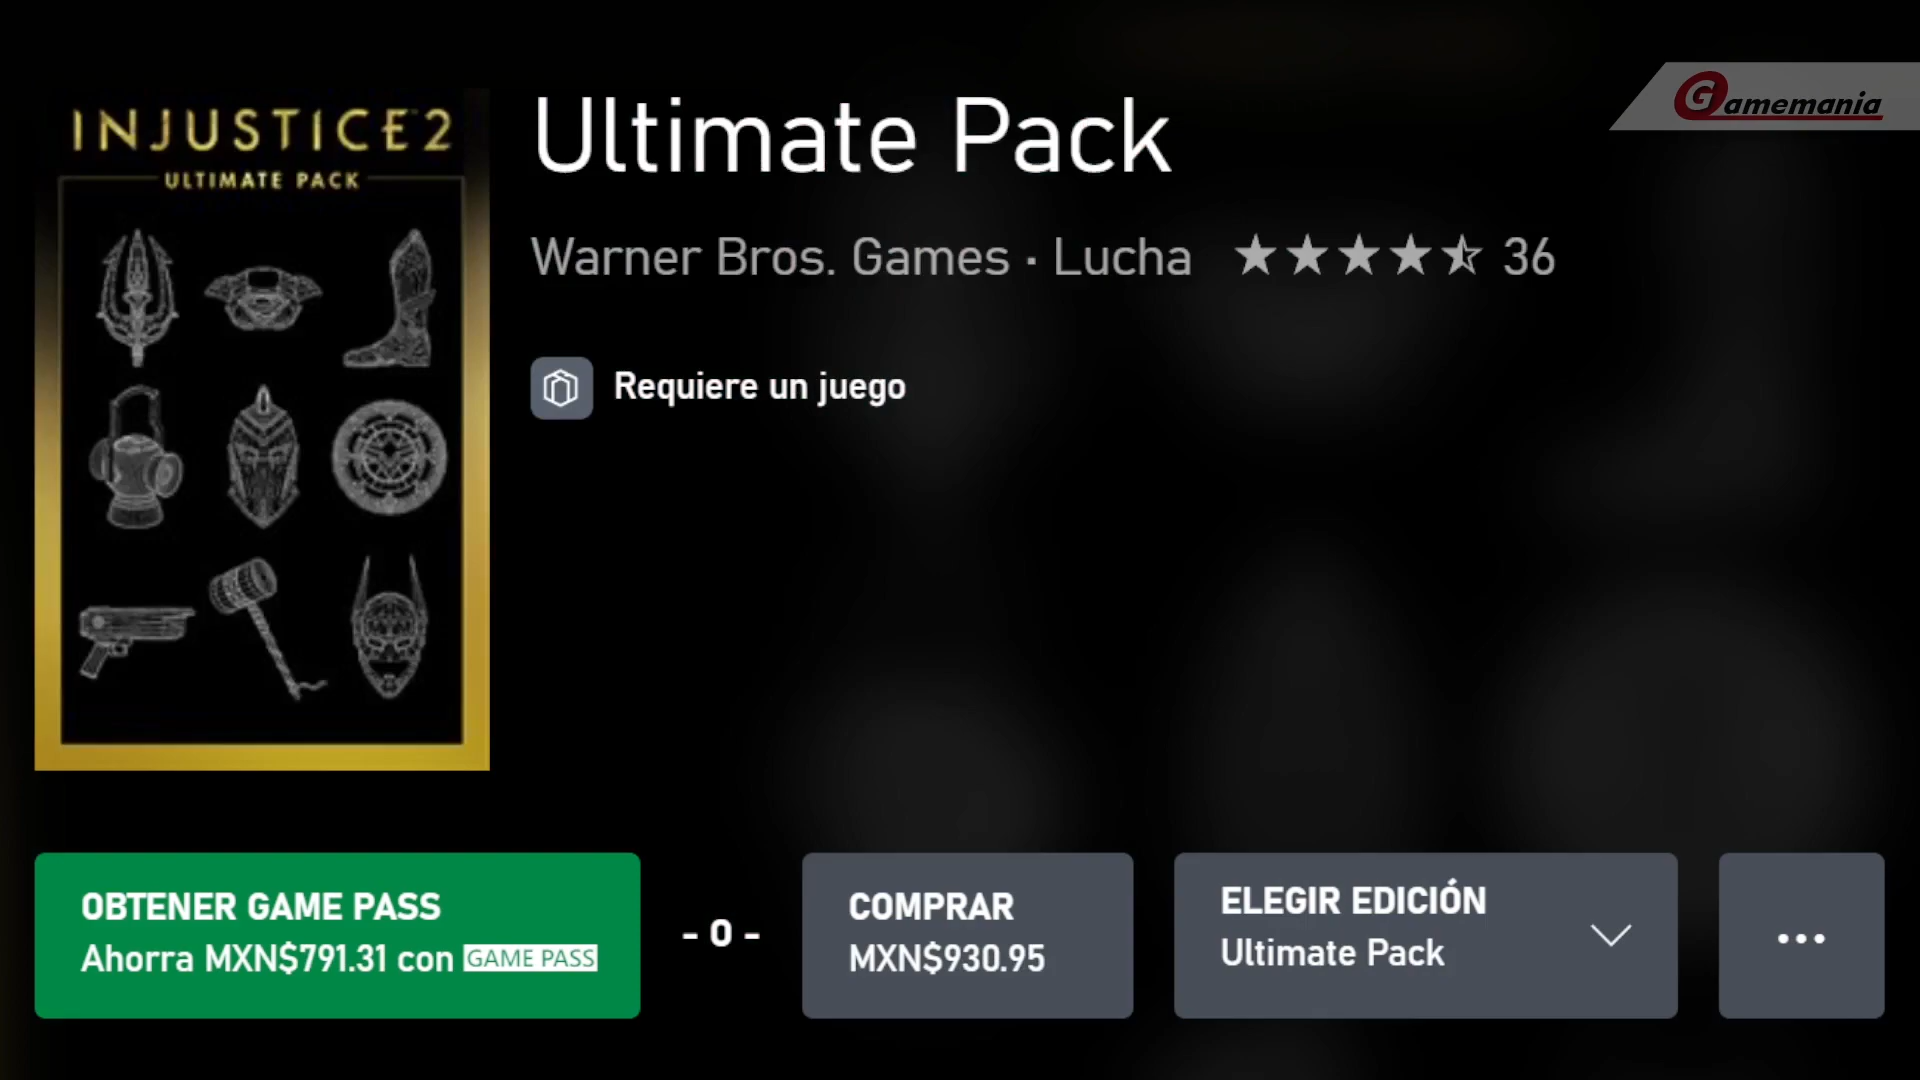 INJUSTICE 2
ULTIMATE PACK
Ultimate Pack
Warner Bros. Games · Lucha 36
Requiere un juego
Gamemania
OBTENER GAME PASS
Ahorra MXN$791.31 con GAME PASS
- O -
COMPRAR
MXN$930.95
ELEGIR EDICIÓN
Ultimate Pack